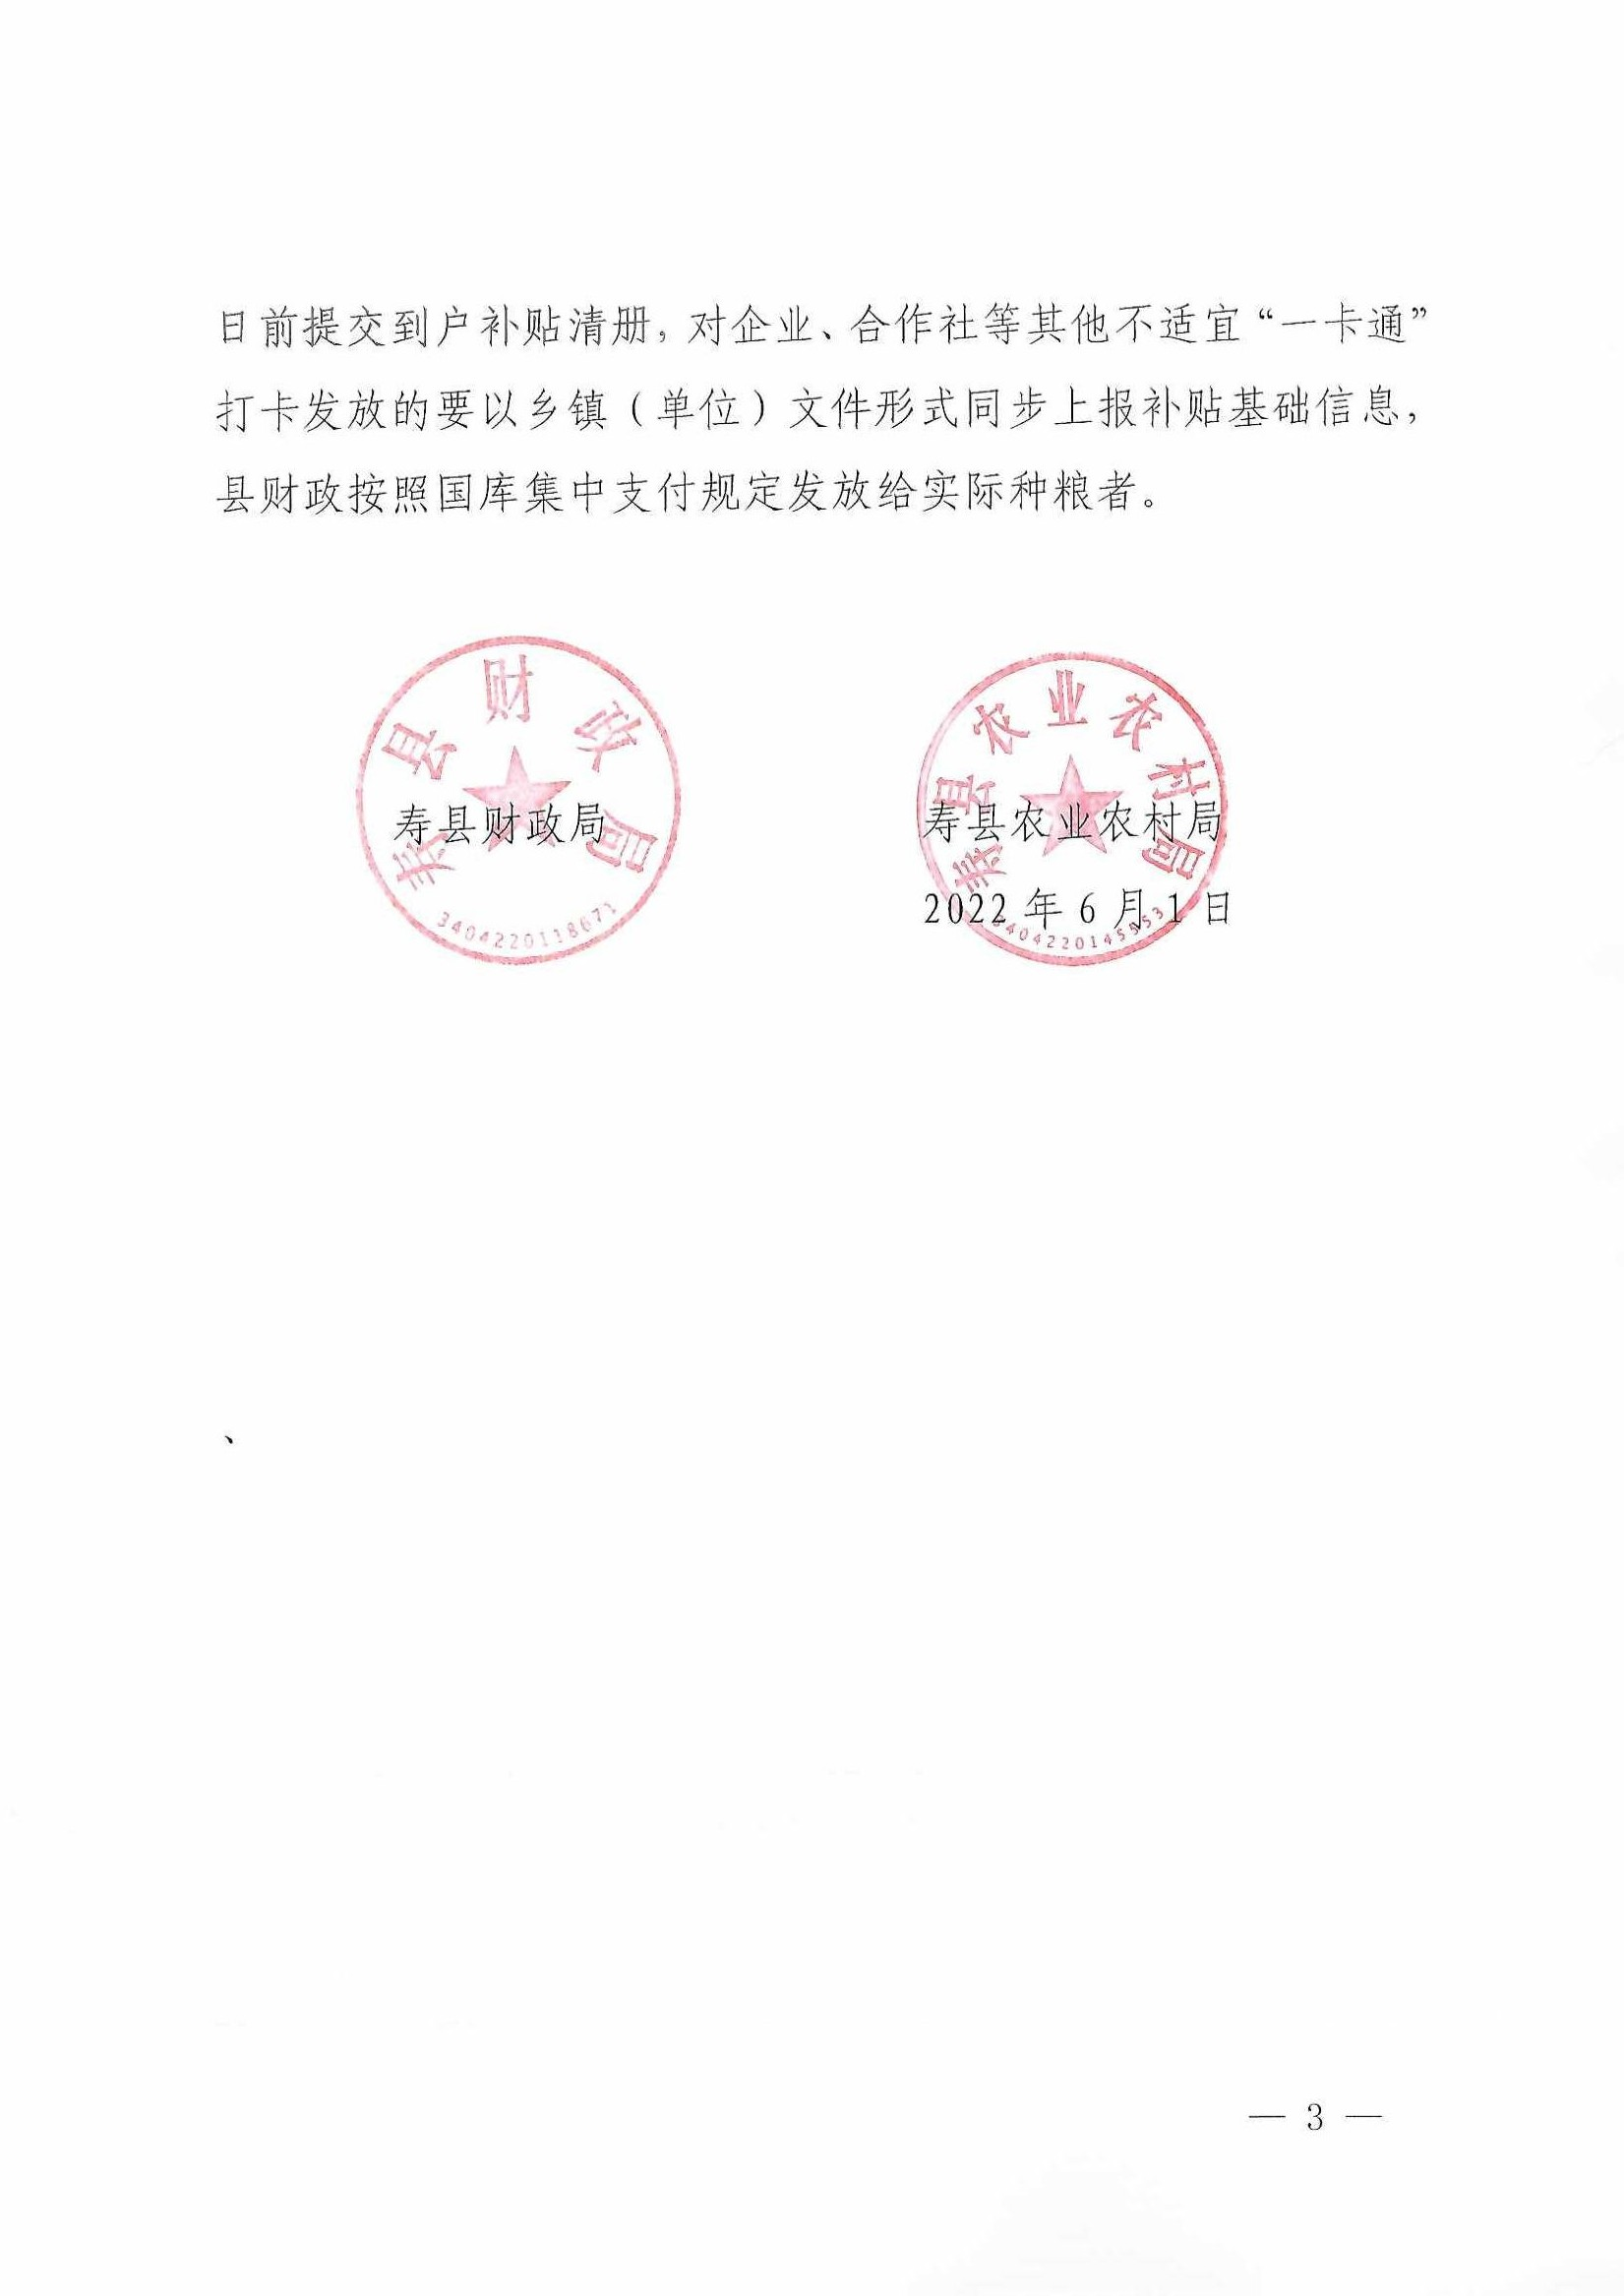 日前提交到户补贴清册，对企业、合作社等其他不适宜“一卡通”
打卡发放的要以乡镇（单位）文件形式同步上报补贴基础信息，
县财政按照国库集中支付规定发放给实际种粮者。
寿县财政局
3404220118671
寿县财政局
寿县农业农村局
寿县农业农村局
2022 年 6 月 1 日
、
— 3 —